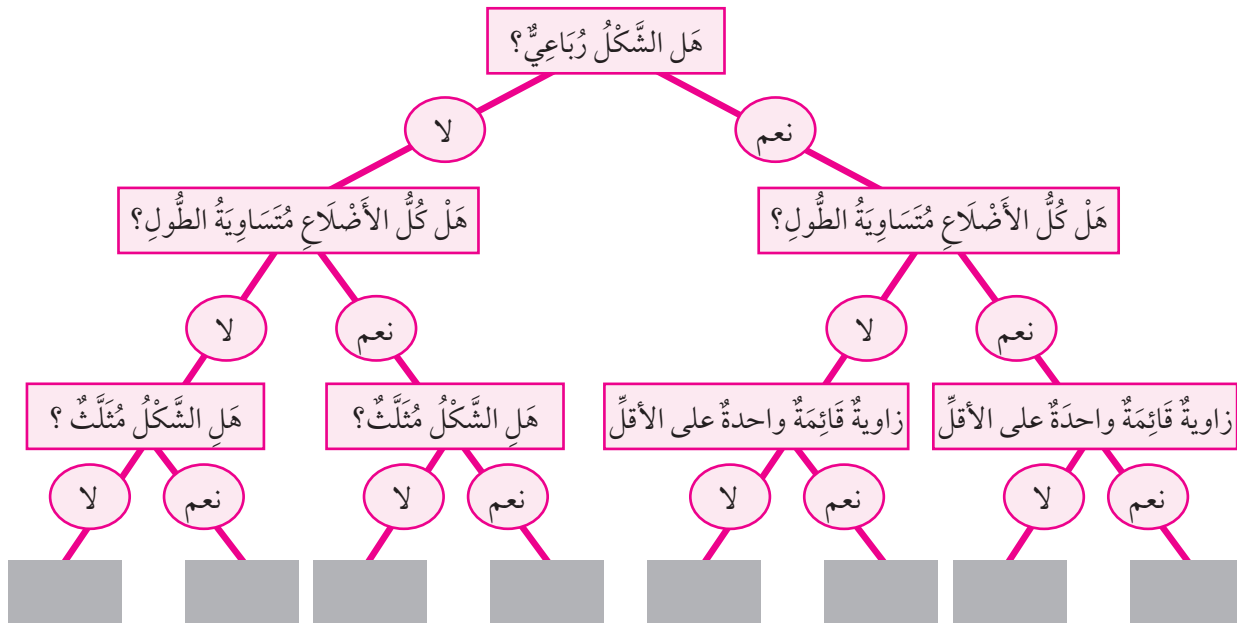 هَل الشَّكْلُ رُبَاعِيٌّ؟
نعم
لا
هَلْ كُلُّ الأَضْلَاعِ مُتَسَاوِيَةُ الطُّولِ؟
هَلْ كُلُّ الأَضْلَاعِ مُتَسَاوِيَةُ الطُّولِ؟
نعم
لا
نعم
لا
زاويةٌ قَائِمَةٌ واحدَةٌ على الأقلِّ
زاويةٌ قَائِمَةٌ واحدةٌ على الأقلِّ
هَلِ الشَّكْلُ مُثَلَّثٌ؟
هَلِ الشَّكْلُ مُثَلَّثٌ ؟
نعم
لا
نعم
لا
نعم
لا
نعم
لا